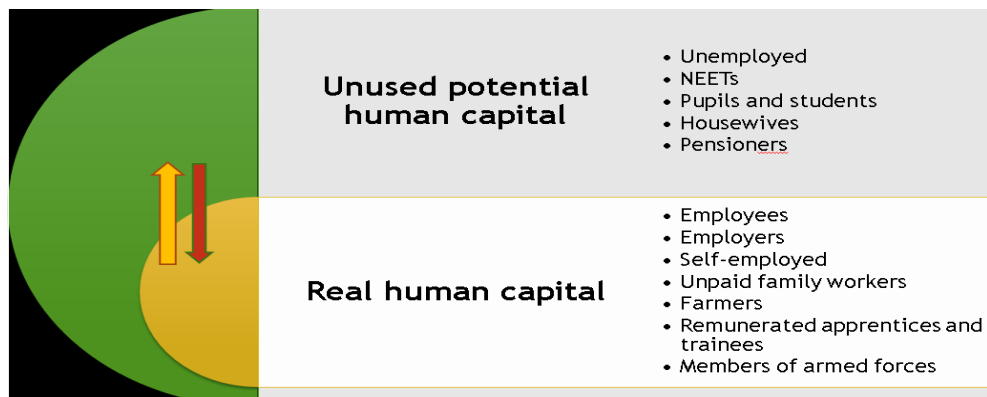 Unused potential
human capital
• Unemployed
• NEETs
• Pupils and students
• Housewives
• Pensioners
Real human capital
• Employees
• Employers
• Self-employed
• Unpaid family workers
• Farmers
• Remunerated apprentices and
trainees
• Members of armed forces